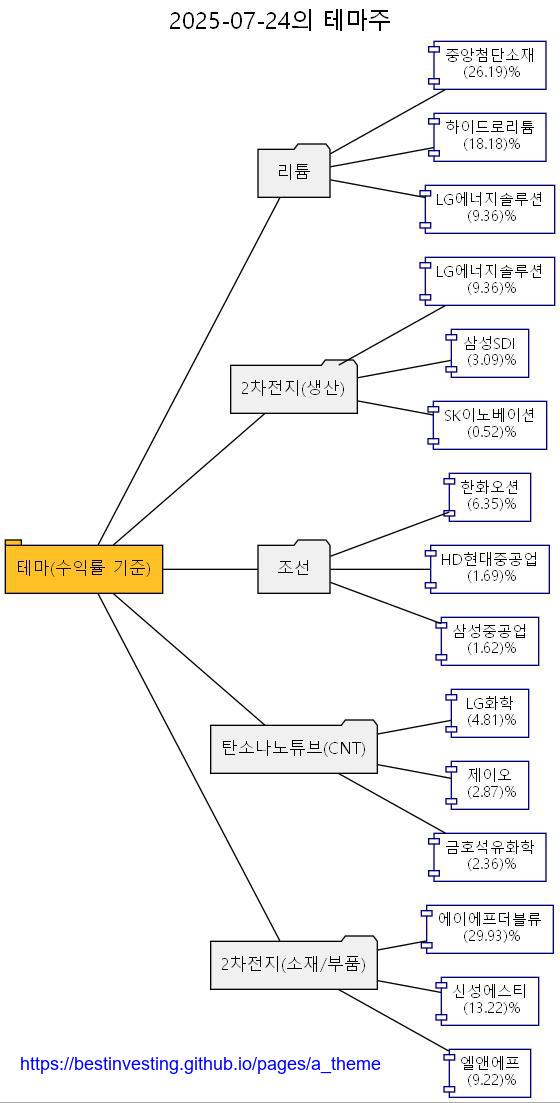 2025-07-24의 테마주
테마(수익률 기준)
리튬
중앙첨단소재
(26.19)%
하이드로리튬
(18.18)%
LG에너지솔루션
(9.36)%
2차전지(생산)
LG에너지솔루션
(9.36)%
삼성SDI
(3.09)%
SK이노베이션
(0.52)%
조선
한화오션
(6.35)%
HD현대중공업
(1.69)%
삼성중공업
(1.62)%
탄소나노튜브(CNT)
LG화학
(4.81)%
제이오
(2.87)%
금호석유화학
(2.36)%
2차전지(소재/부품)
에이에프더블류
(29.93)%
신성에스티
(13.22)%
엘앤에프
(9.22)%
https://bestinvesting.github.io/pages/a_theme